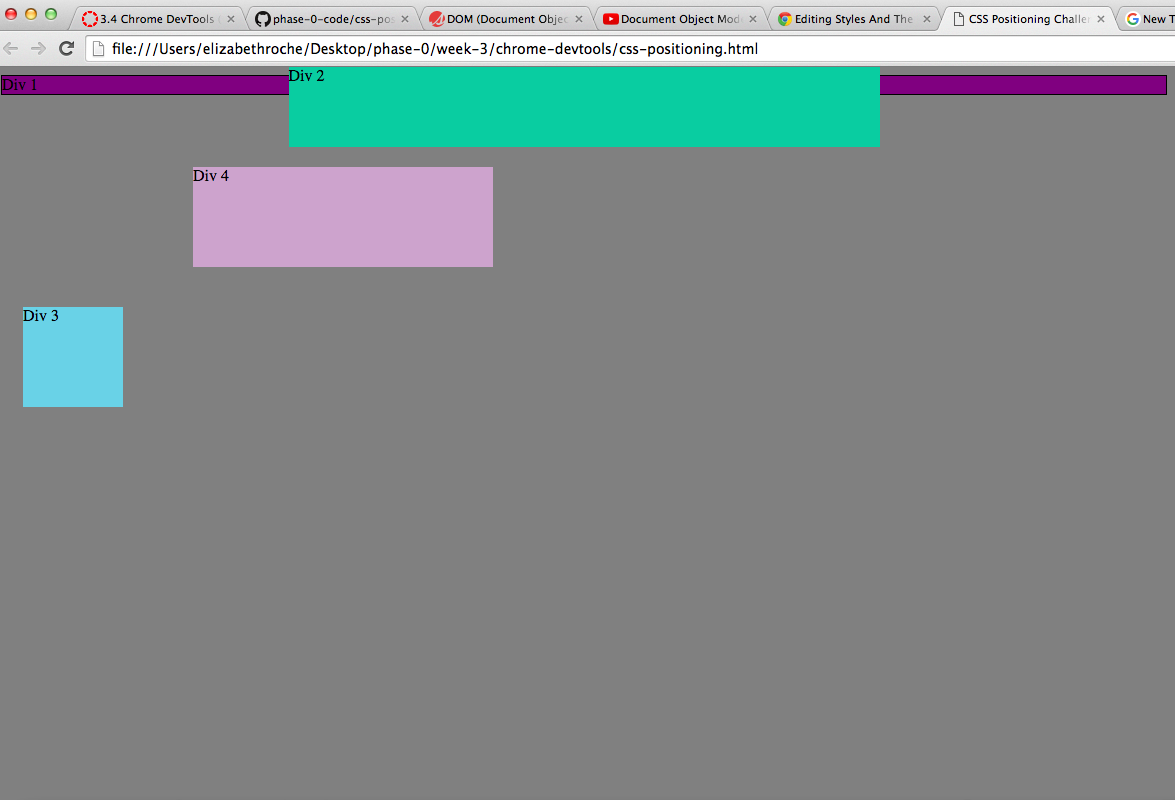 3.4 Chrome DevTools
phase-0-code/css-pos
DOM (Document Objec
Document Object Mode
Editing Styles And The
CSS Positioning Challen
New T
file:///Users/elizabethroche/Desktop/phase-0/week-3/chrome-devtools/css-positioning.html
Div 1
Div 2
Div 4
Div 3